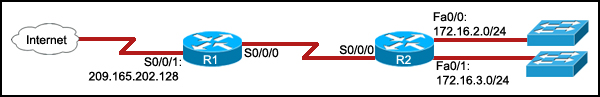 Internet
S0/0/1:
209.165.202.128
R1
S0/0/0
S0/0/0
R2
Fa0/0:
172.16.2.0/24
Fa0/1:
172.16.3.0/24